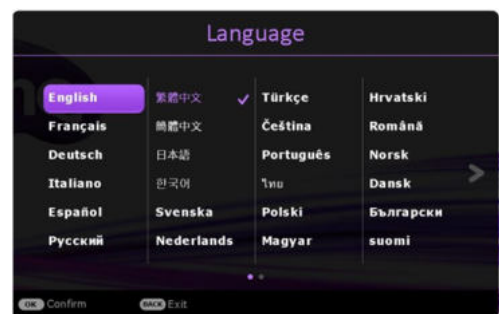 Language
English
Français
Deutsch
Italiano
Español
Русский
繁體中文
簡體中文
日本語
한국어
Svenska
Nederlands
Türkçe
Čeština
Português
ไทย
Polski
Magyar
Hrvatski
Română
Norsk
Dansk
Български
suomi
OK Confirm
BACK Exit